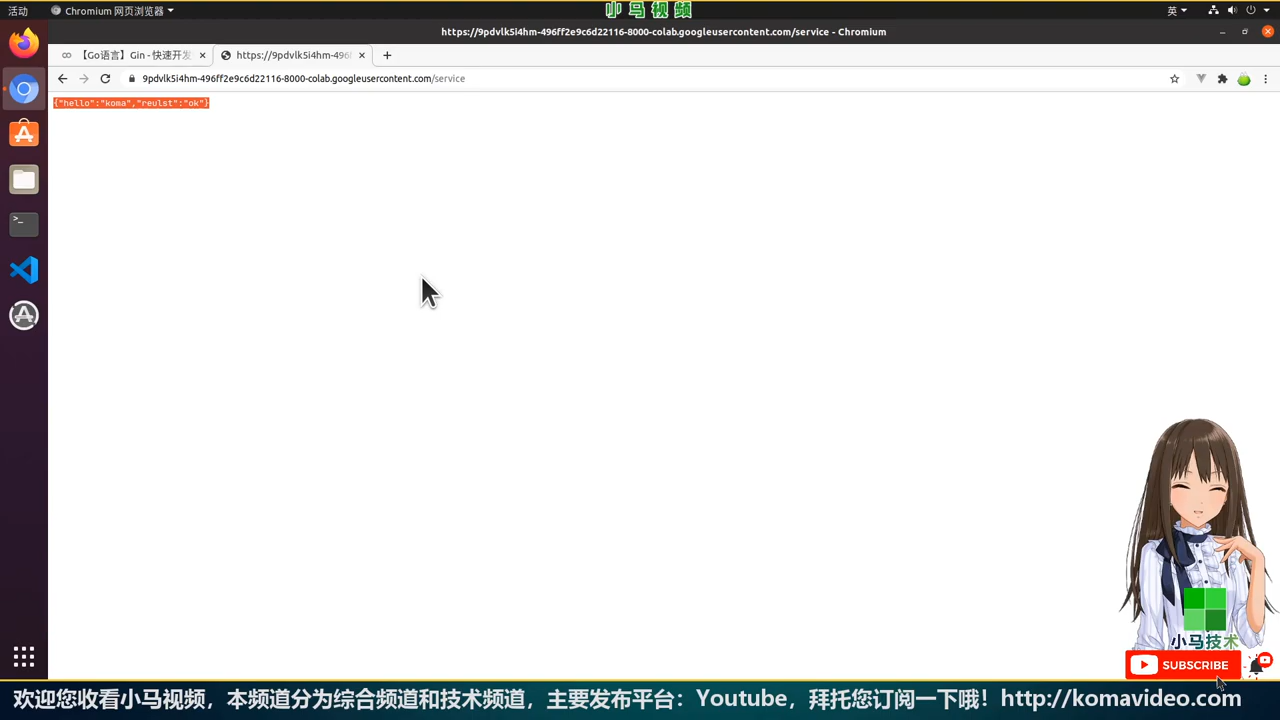 活动
Chromium 网页浏览器
小马视频
英
https://9pdvlk5i4hm-496ff2e9c6d22116-8000-colab.googleusercontent.com/service - Chromium
【Go语言】Gin - 快速开发
https://9pdvlk5i4hm-496
9pdvlk5i4hm-496ff2e9c6d22116-8000-colab.googleusercontent.com/service
{"hello":"koma","reulst":"ok"}
小马技术
SUBSCRIBE
欢迎您收看小马视频，本频道分为综合频道和技术频道，主要发布平台：Youtube，拜托您订阅一下哦！http://komavideo.com